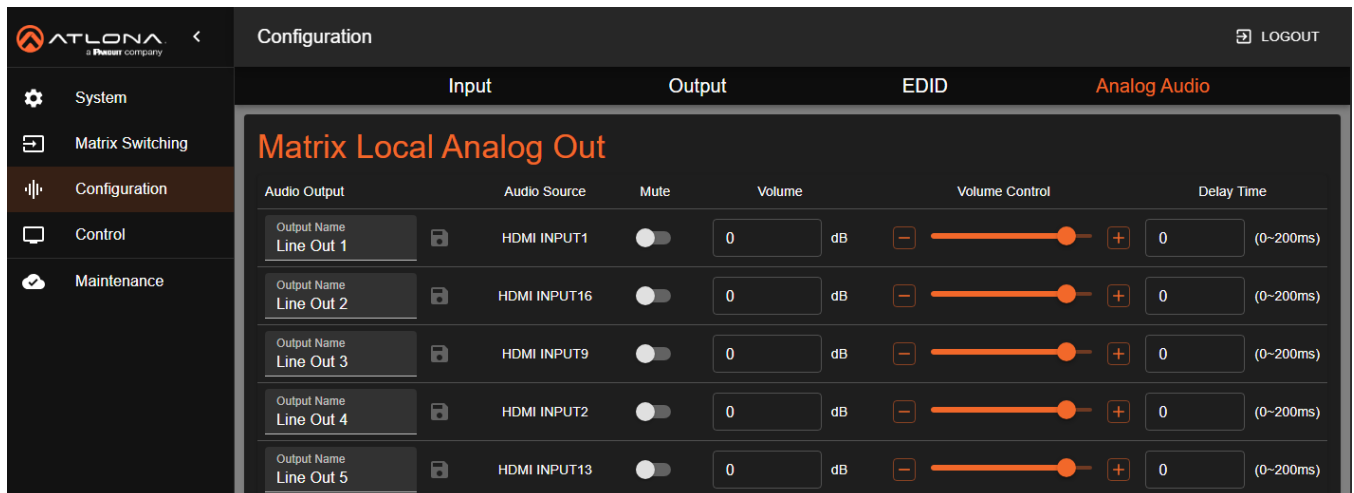 ATLONA
a PANDUIT company
Configuration
LOGOUT
System
Matrix Switching
Configuration
Control
Maintenance
Input Output EDID Analog Audio
Matrix Local Analog Out
Audio Output Audio Source Mute Volume Volume Control Delay Time
Output Name
Line Out 1 HDMI INPUT1 0 dB 0 (0~200ms)
Output Name
Line Out 2 HDMI INPUT16 0 dB 0 (0~200ms)
Output Name
Line Out 3 HDMI INPUT9 0 dB 0 (0~200ms)
Output Name
Line Out 4 HDMI INPUT2 0 dB 0 (0~200ms)
Output Name
Line Out 5 HDMI INPUT13 0 dB 0 (0~200ms)